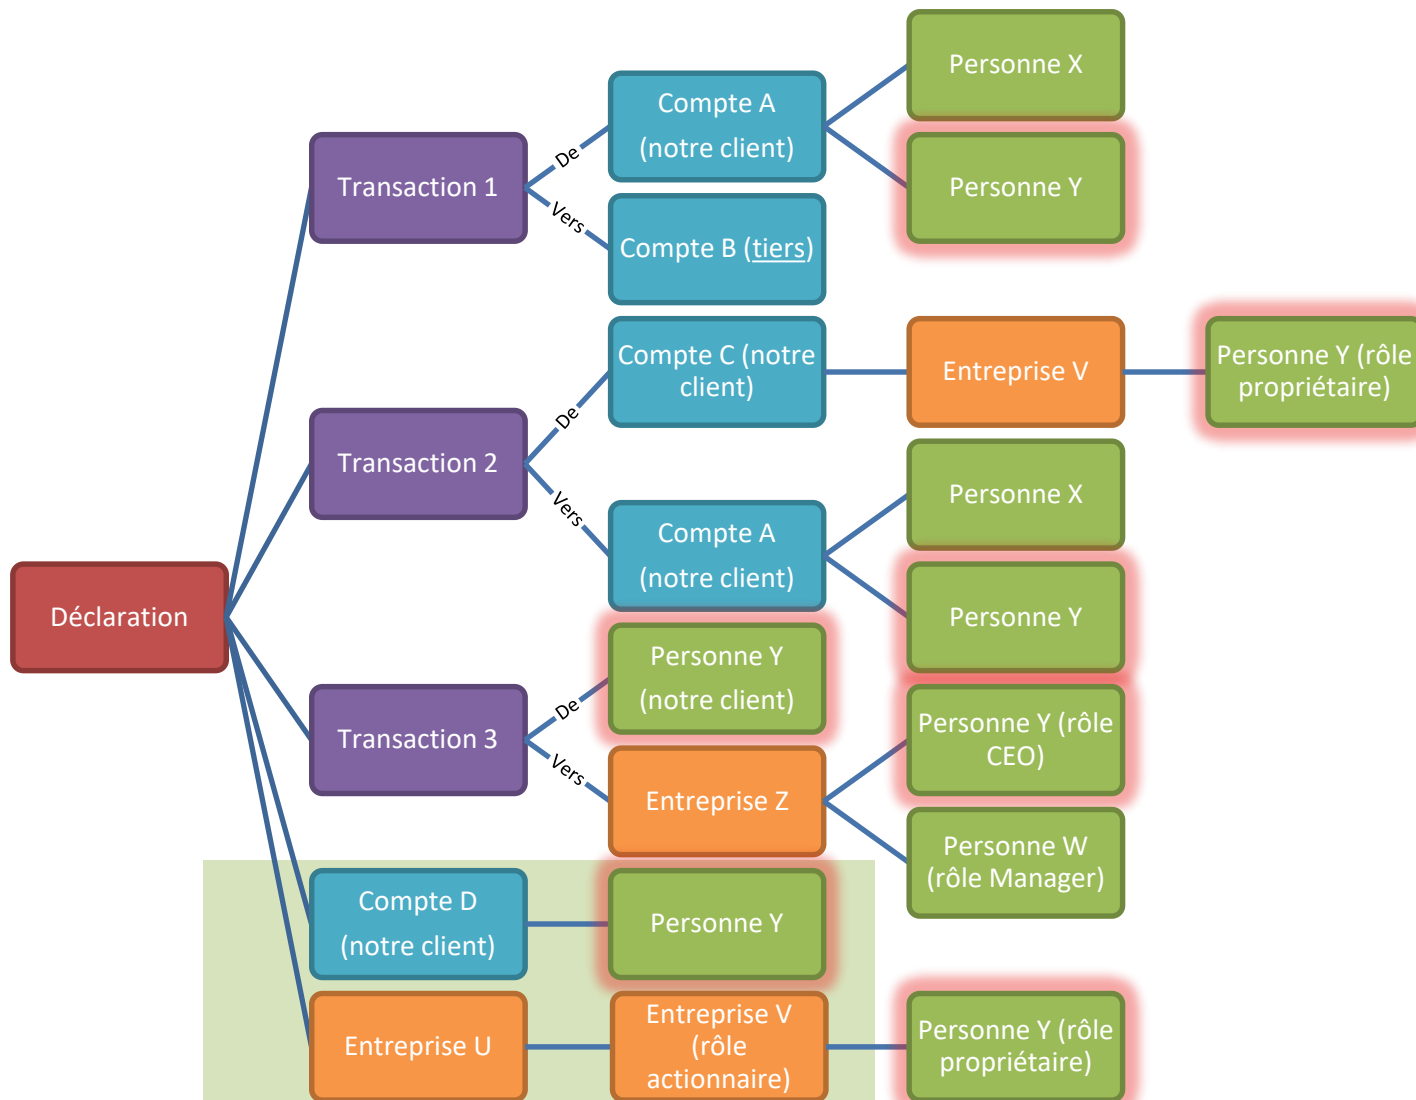 Déclaration
Transaction 1
De
Compte A
(notre client)
Personne X
Personne Y
Vers
Compte B (tiers)
Transaction 2
De
Compte C (notre
client)
Entreprise V
Personne Y (rôle
propriétaire)
Vers
Compte A
(notre client)
Personne X
Personne Y
Transaction 3
De
Personne Y
(notre client)
Vers
Entreprise Z
Personne Y (rôle
CEO)
Personne W
(rôle Manager)
Compte D
(notre client)
Personne Y
Entreprise U
Entreprise V
(rôle
actionnaire)
Personne Y (rôle
propriétaire)